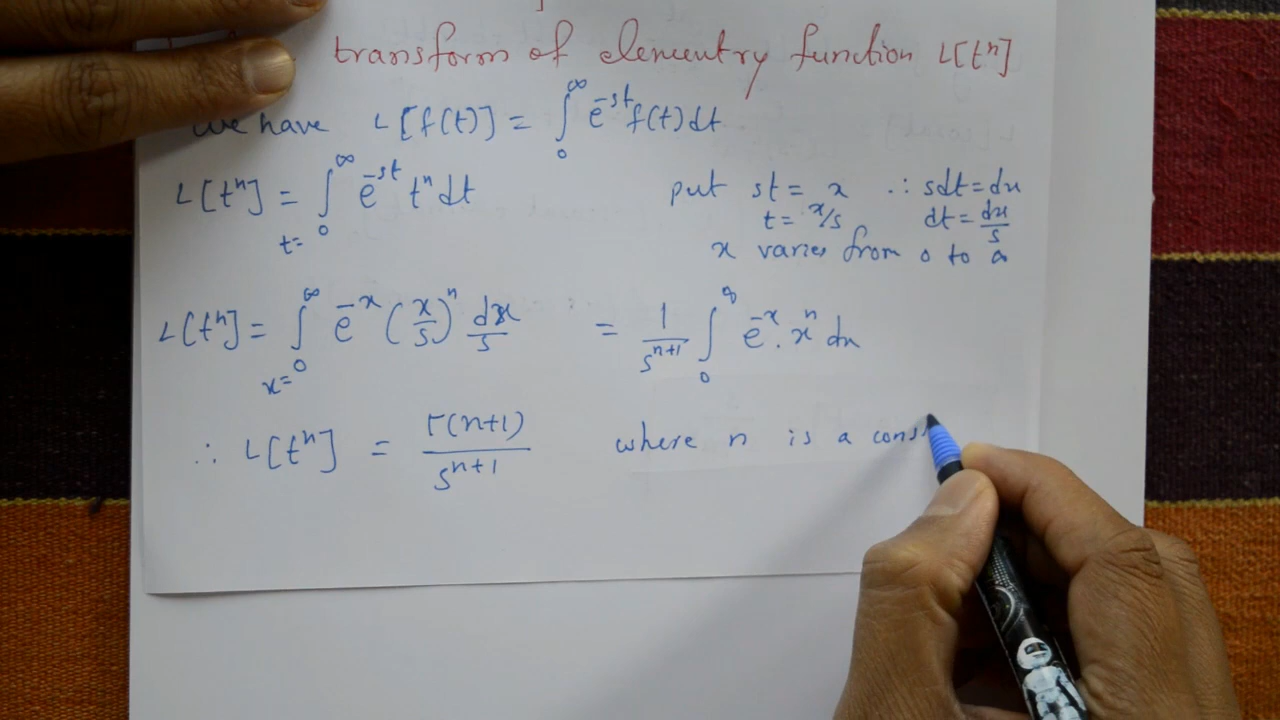 transform of elementry function L[tⁿ]
We have L[f(t)] = ∫₀^∞ e^-st f(t) dt
L[tⁿ] = ∫_{t=0}^∞ e^-st tⁿ dt
put st = x ∴ sdt = dx
t = x/s dt = dx/s
x varies from 0 to ∞
L[tⁿ] = ∫_{x=0}^∞ e^-x (x/s)ⁿ dx/s = 1/s^{n+1} ∫₀^∞ e^-x . xⁿ dx
∴ L[tⁿ] = Γ(n+1)/s^{n+1} where n is a cons